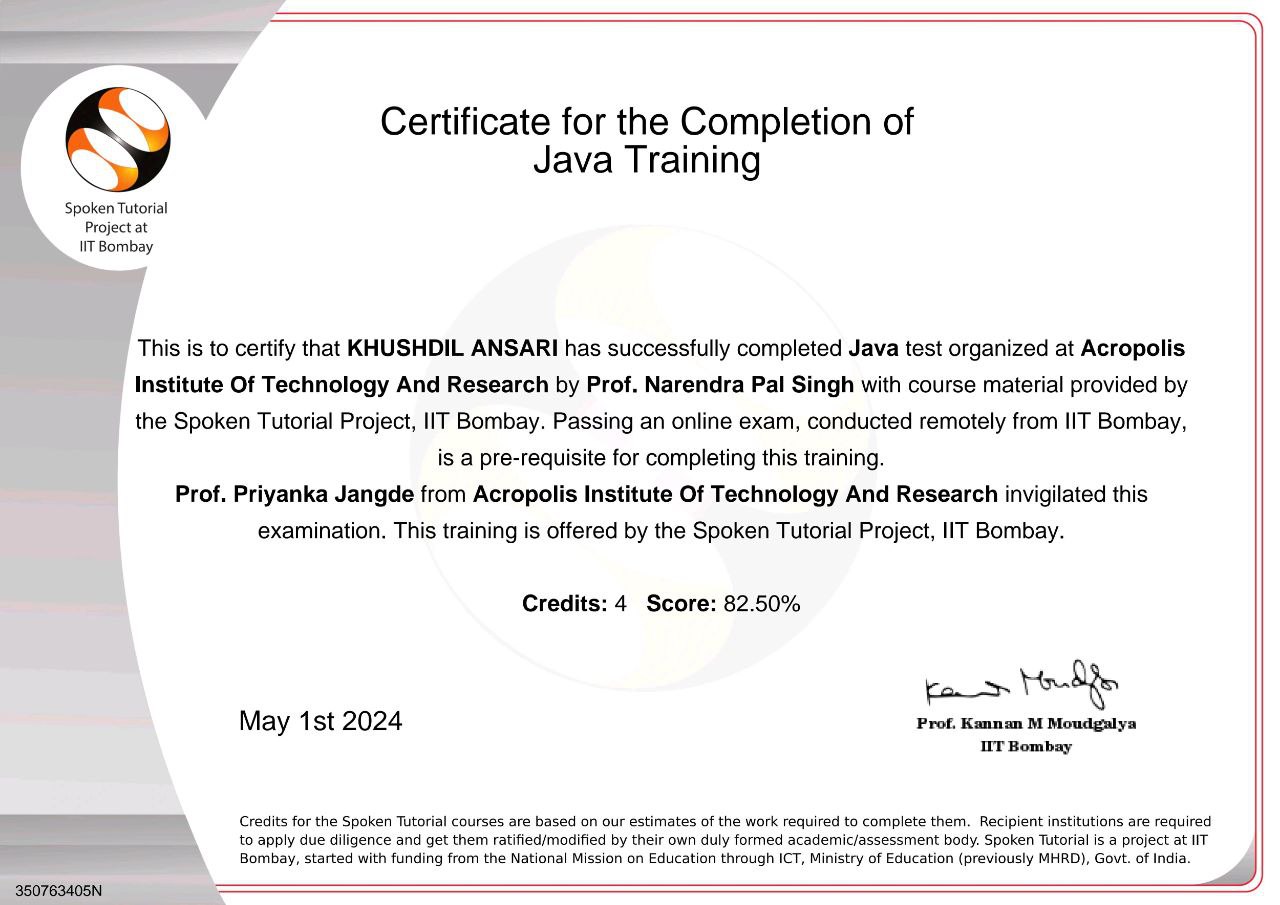 Certificate for the Completion of
Java Training
Spoken Tutorial
Project at
IIT Bombay
This is to certify that KHUSHDIL ANSARI has successfully completed Java test organized at Acropolis
Institute Of Technology And Research by Prof. Narendra Pal Singh with course material provided by
the Spoken Tutorial Project, IIT Bombay. Passing an online exam, conducted remotely from IIT Bombay,
is a pre-requisite for completing this training.
Prof. Priyanka Jangde from Acropolis Institute Of Technology And Research invigilated this
examination. This training is offered by the Spoken Tutorial Project, IIT Bombay.
Credits: 4 Score: 82.50%
May 1st 2024
Kannan Moudgalya
Prof. Kannan M Moudgalya
IIT Bombay
Credits for the Spoken Tutorial courses are based on our estimates of the work required to complete them. Recipient institutions are required
to apply due diligence and get them ratified/modified by their own duly formed academic/assessment body. Spoken Tutorial is a project at IIT
Bombay, started with funding from the National Mission on Education through ICT, Ministry of Education (previously MHRD), Govt. of India.
350763405N